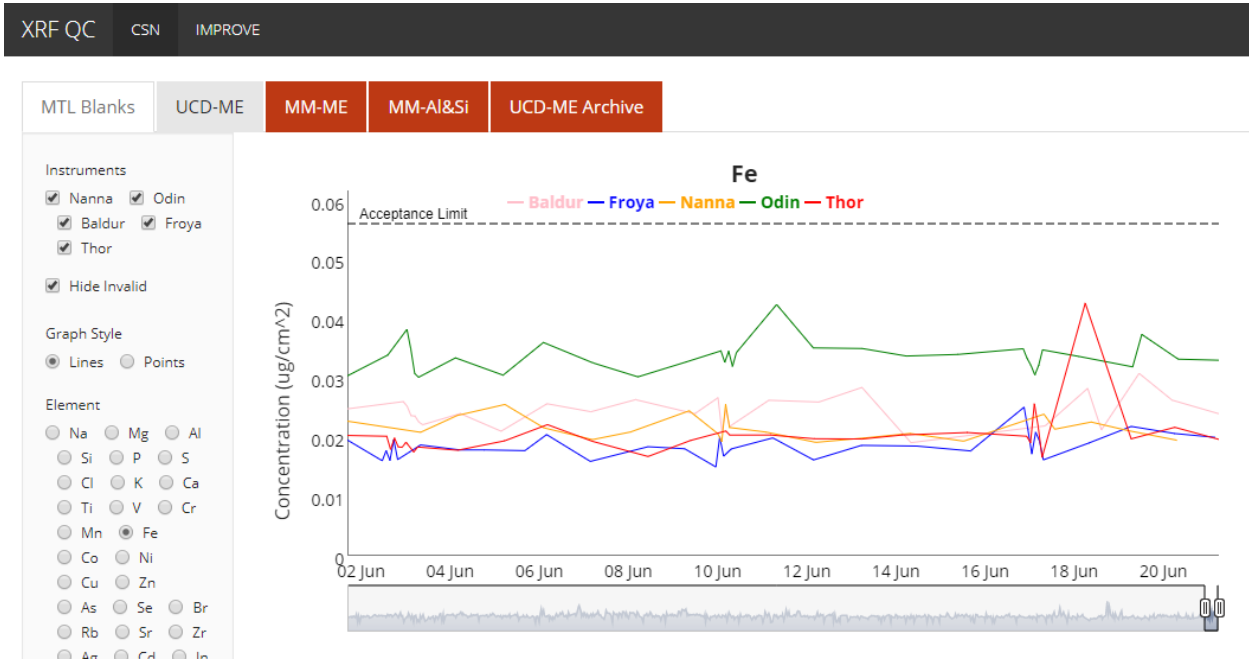 XRF QC CSN IMPROVE
MTL Blanks UCD-ME MM-ME MM-Al&Si UCD-ME Archive
Instruments
Nanna Odin
Baldur Froya
Thor
Hide Invalid
Graph Style
Lines Points
Element
Na Mg Al
Si P S
Cl K Ca
Ti V Cr
Mn Fe
Co Ni
Cu Zn
As Se Br
Rb Sr Zr
Ag Cd In
Fe
Baldur Froya Nanna Odin Thor
Acceptance Limit
Concentration (ug/cm^2)
0.06
0.05
0.04
0.03
0.02
0.01
0
02 Jun 04 Jun 06 Jun 08 Jun 10 Jun 12 Jun 14 Jun 16 Jun 18 Jun 20 Jun